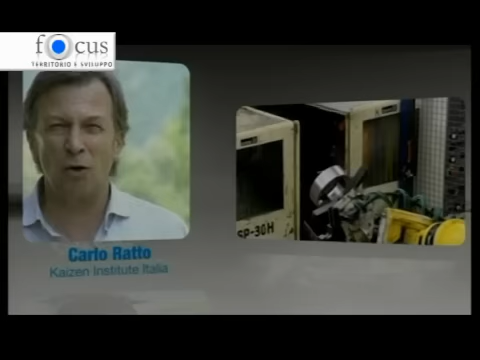 focus
TERRITORIO E SVILUPPO
SP-30H
Carlo Ratto
Kaizen Institute Italia